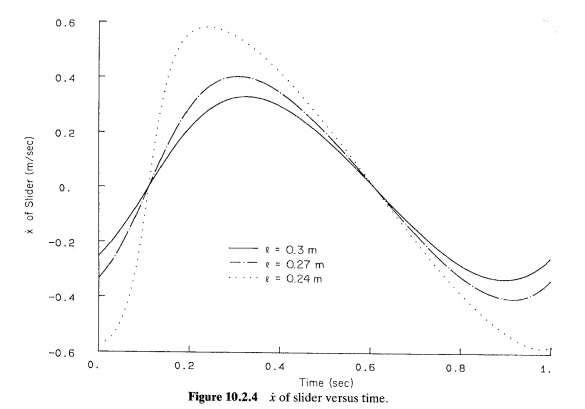 0.6
0.4
0.2
0.
-0.2
-0.4
-0.6
ẋ of Slider (m/sec)
ℓ = 0.3 m
ℓ = 0.27 m
ℓ = 0.24 m
0. 0.2 0.4 0.6 0.8 1.
Time (sec)
Figure 10.2.4 ẋ of slider versus time.